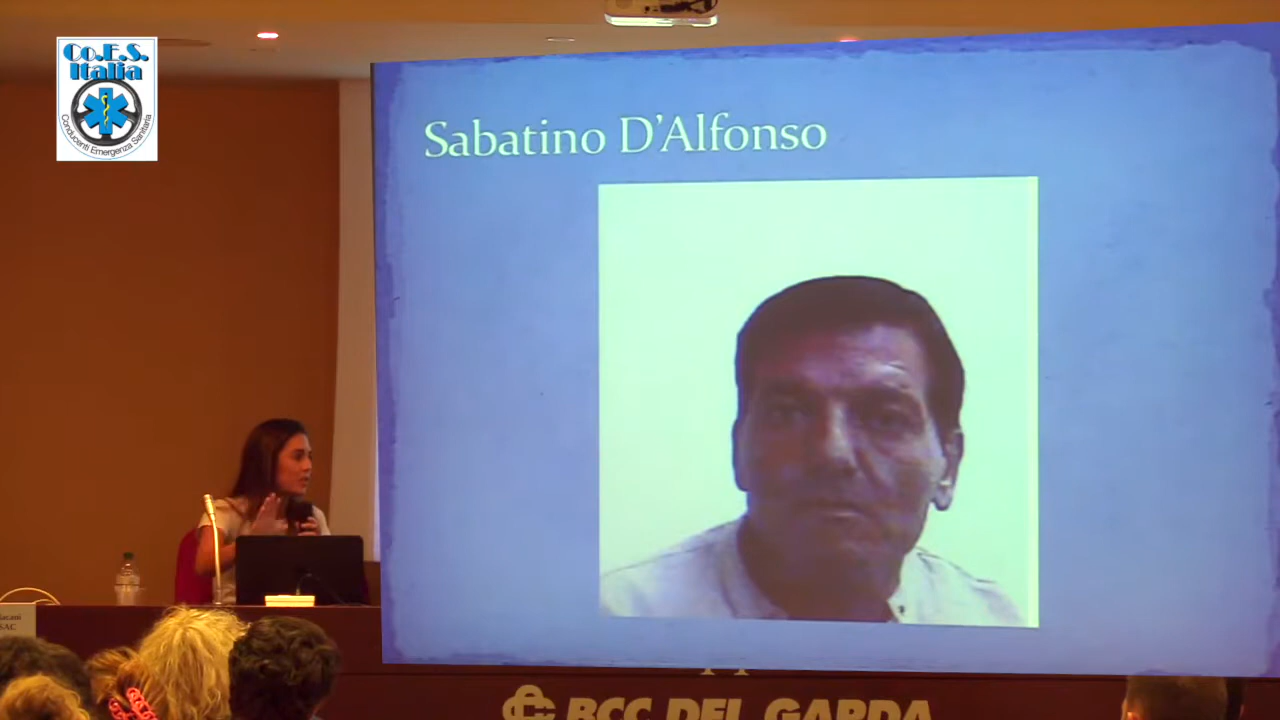 Co.E.S.
Italia
Conducenti Emergenza Sanitaria
Sabatino D'Alfonso
BCC DEL GARDA